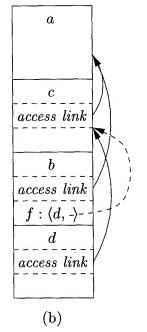 a
c
access link
b
access link
f : ⟨d, -⟩
d
access link
(b)